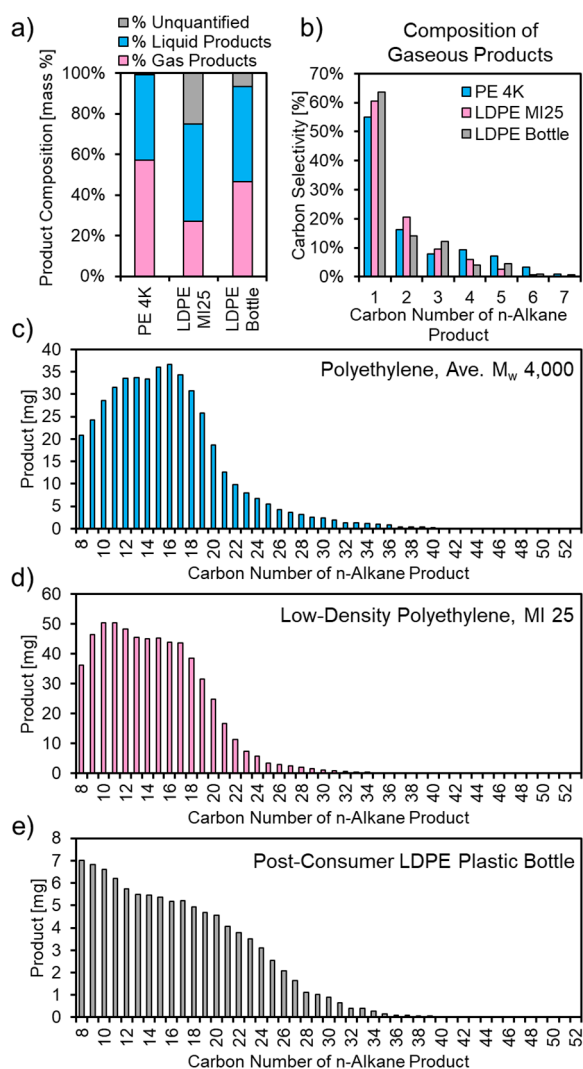 a)
% Unquantified
% Liquid Products
% Gas Products
Product Composition [mass %]
100%
80%
60%
40%
20%
0%
PE 4K
LDPE
MI25
LDPE
Bottle
b)
Composition of
Gaseous Products
Carbon Selectivity [%]
70%
60%
50%
40%
30%
20%
10%
0%
PE 4K
LDPE MI25
LDPE Bottle
1 2 3 4 5 6 7
Carbon Number of n-Alkane
Product
c)
Polyethylene, Ave. Mw 4,000
Product [mg]
40
35
30
25
20
15
10
5
0
8 10 12 14 16 18 20 22 24 26 28 30 32 34 36 38 40 42 44 46 48 50 52
Carbon Number of n-Alkane Product
d)
Low-Density Polyethylene, MI 25
Product [mg]
60
50
40
30
20
10
0
8 10 12 14 16 18 20 22 24 26 28 30 32 34 36 38 40 42 44 46 48 50 52
Carbon Number of n-Alkane Product
e)
Post-Consumer LDPE Plastic Bottle
Product [mg]
8
7
6
5
4
3
2
1
0
8 10 12 14 16 18 20 22 24 26 28 30 32 34 36 38 40 42 44 46 48 50 52
Carbon Number of n-Alkane Product